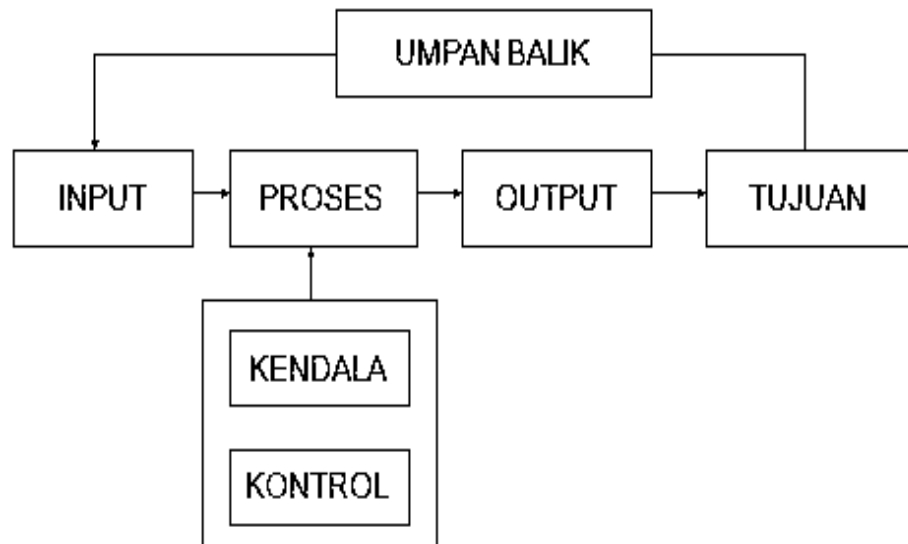 UMPAN BALIK
INPUT
PROSES
OUTPUT
TUJUAN
KENDALA
KONTROL